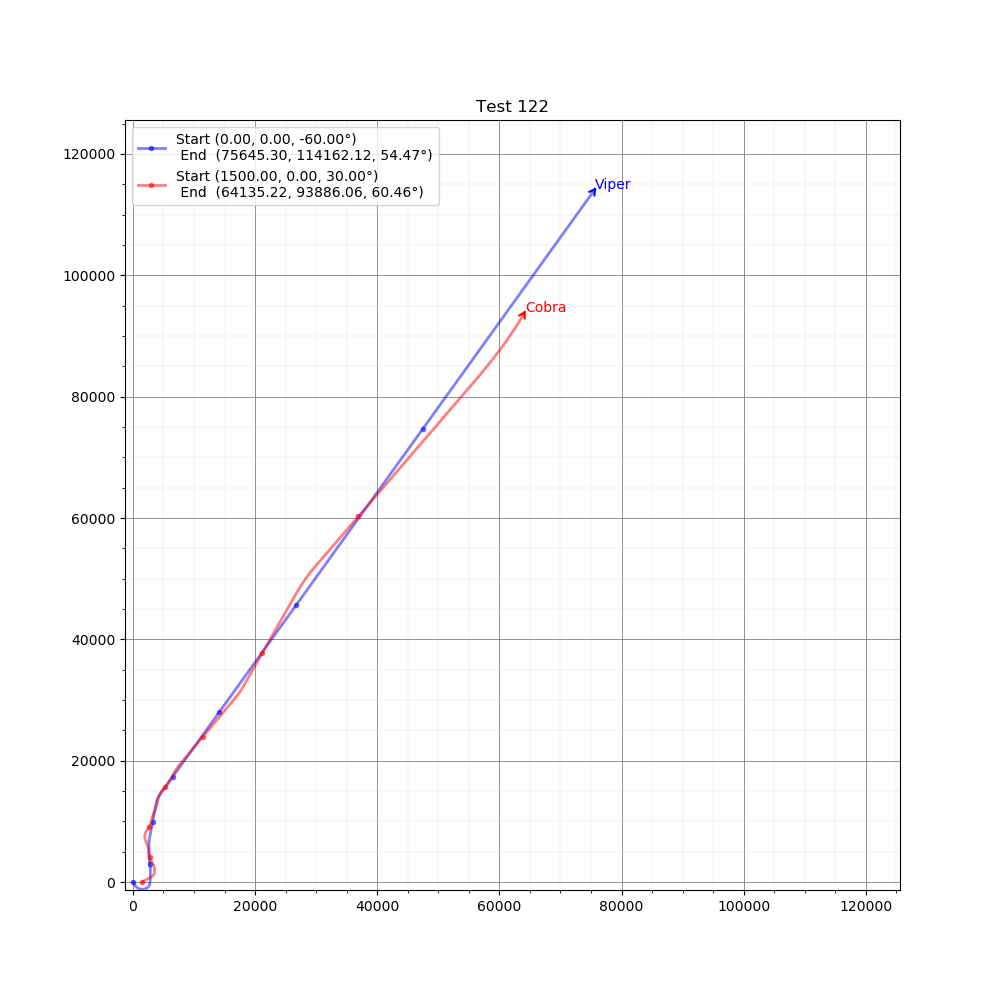 Test 122
Start (0.00, 0.00, -60.00°)
End  (75645.30, 114162.12, 54.47°)
Start (1500.00, 0.00, 30.00°)
End  (64135.22, 93886.06, 60.46°)
Viper
Cobra
120000
100000
80000
60000
40000
20000
0
0 20000 40000 60000 80000 100000 120000